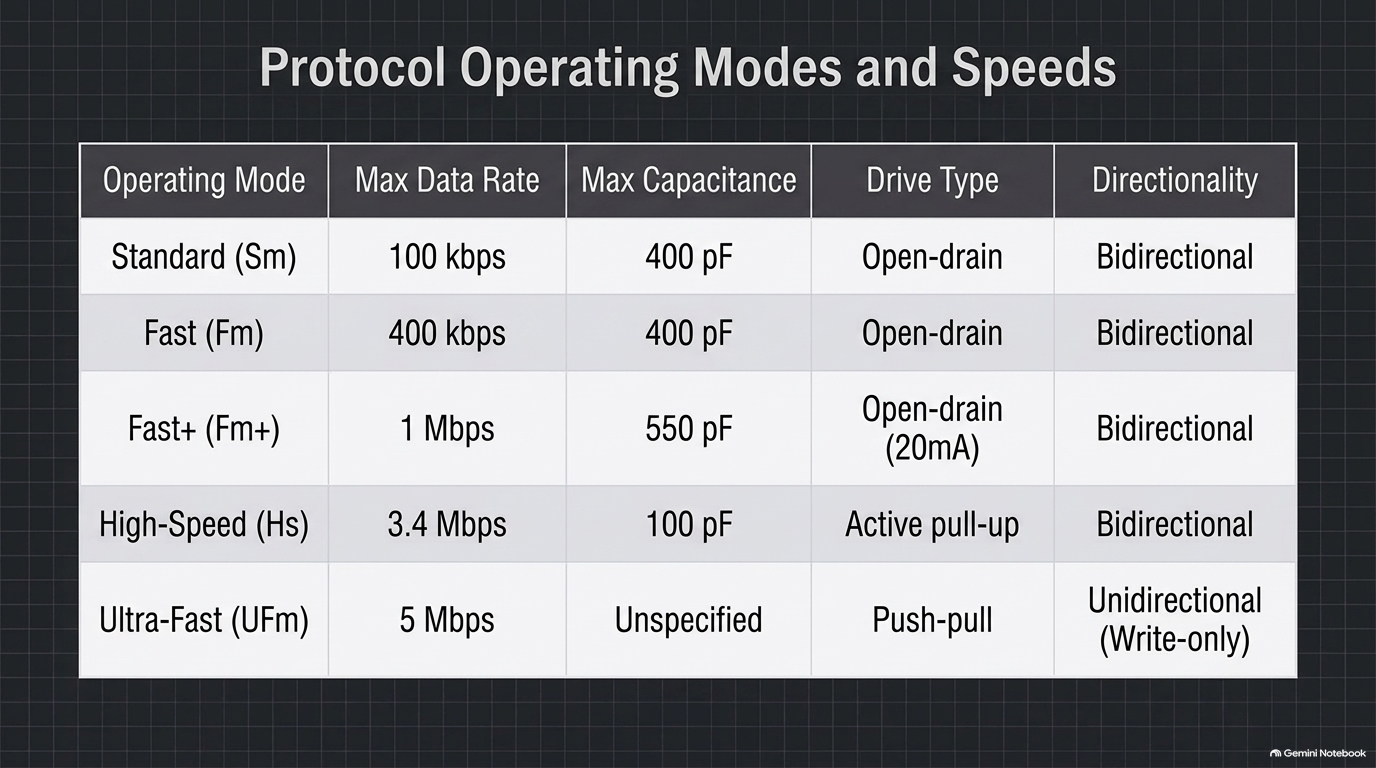 Protocol Operating Modes and Speeds
Operating Mode Max Data Rate Max Capacitance Drive Type Directionality
Standard (Sm) 100 kbps 400 pF Open-drain Bidirectional
Fast (Fm) 400 kbps 400 pF Open-drain Bidirectional
Fast+ (Fm+) 1 Mbps 550 pF Open-drain (20mA) Bidirectional
High-Speed (Hs) 3.4 Mbps 100 pF Active pull-up Bidirectional
Ultra-Fast (UFm) 5 Mbps Unspecified Push-pull Unidirectional (Write-only)
Gemini Notebook